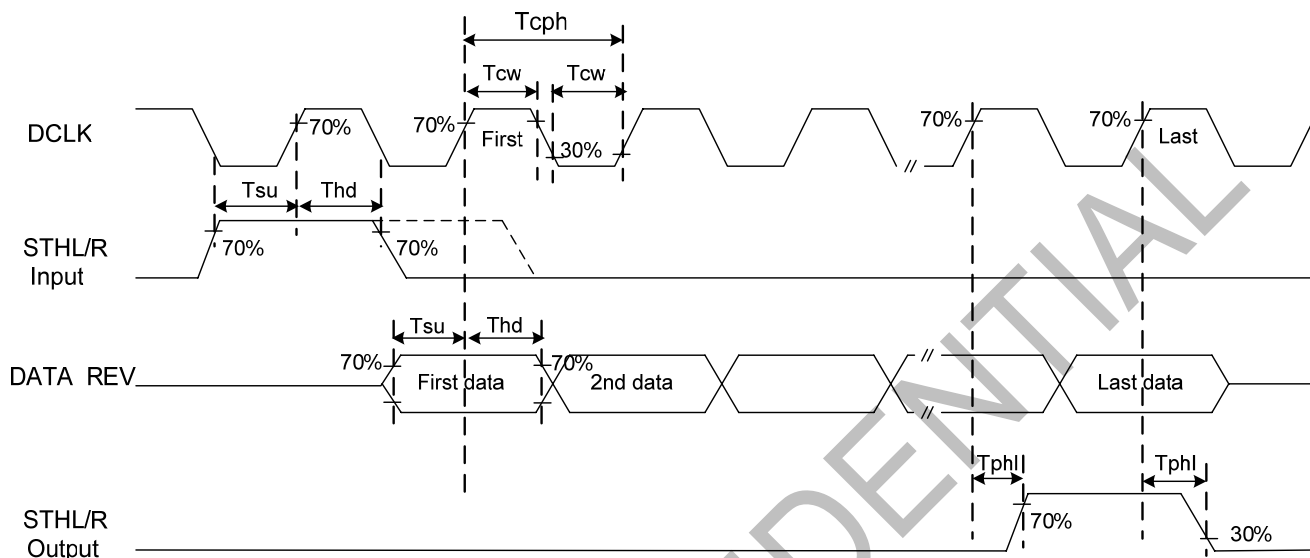 Tcph
Tcw Tcw
DCLK 70% 70% First 30% 70% 70% Last
//
Tsu Thd
STHL/R
Input
70% 70%
Tsu Thd
70% 70%
DATA REV First data 2nd data // // Last data
Tphl Tphl
STHL/R
Output
70% 30%
IDENTIAL